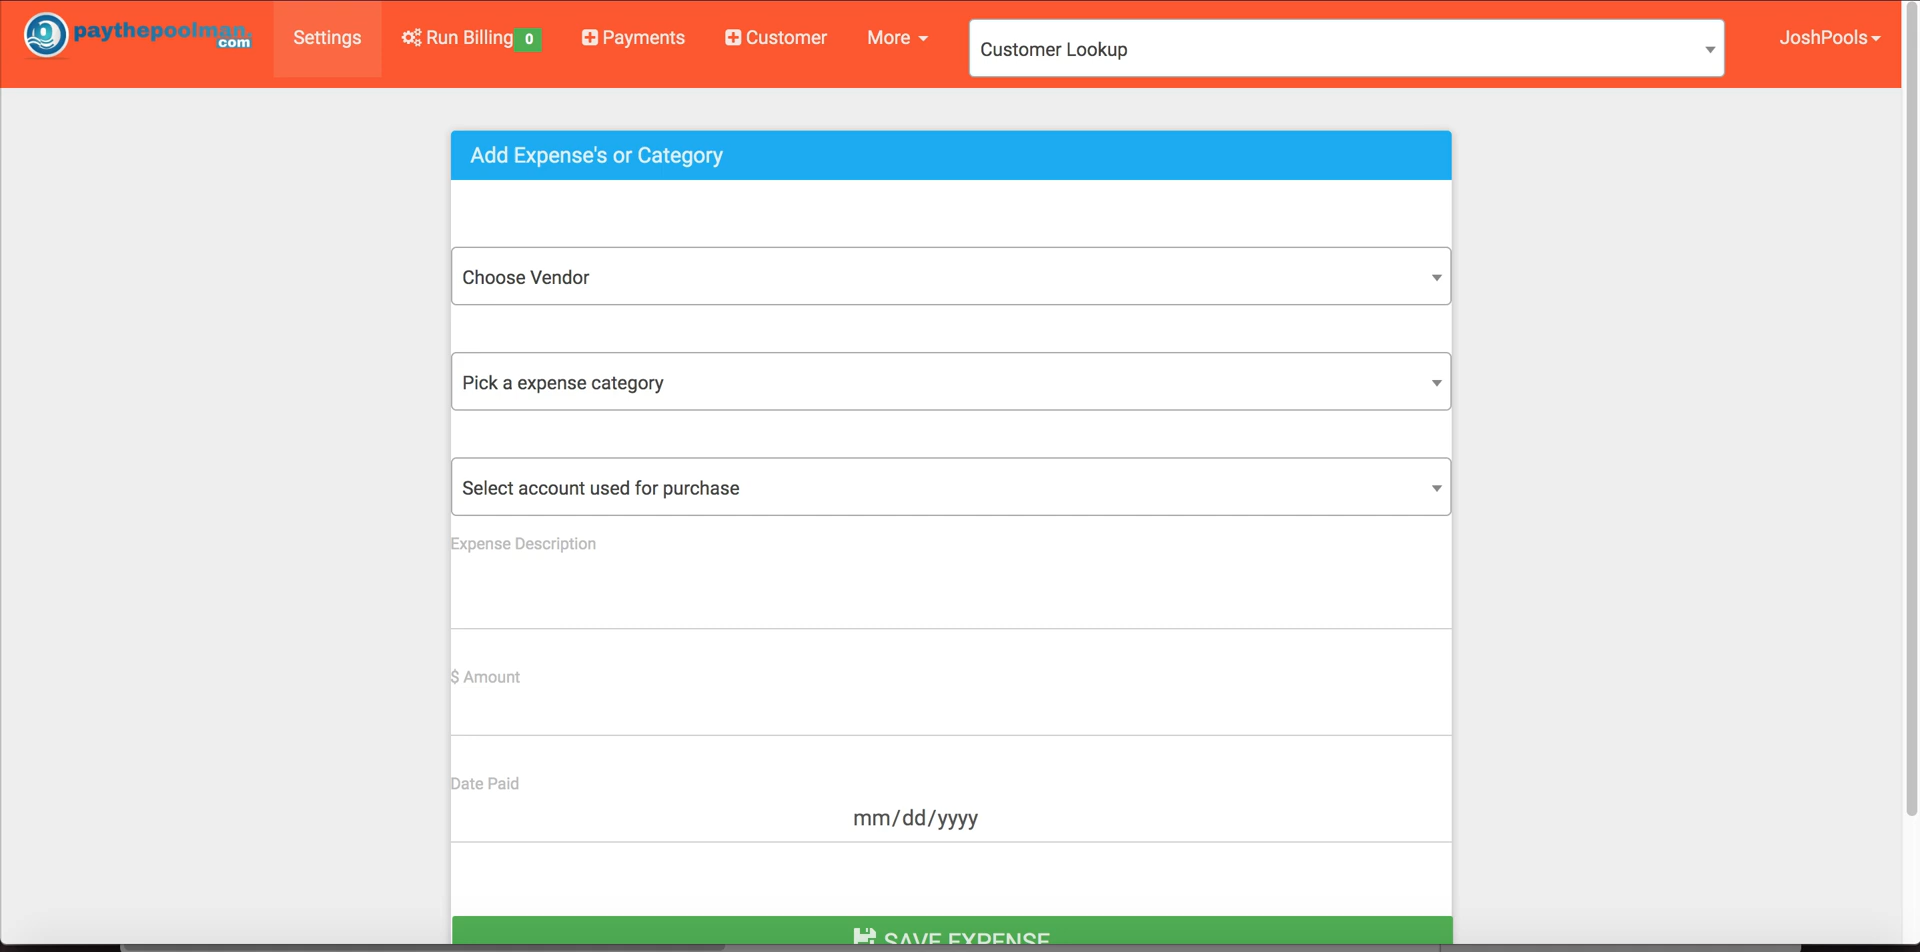 paythepoolman.com
Settings
Run Billing 0
Payments
Customer
More
Customer Lookup
JoshPools
Add Expense's or Category
Choose Vendor
Pick a expense category
Select account used for purchase
Expense Description
$ Amount
Date Paid
mm/dd/yyyy
SAVE EXPENSE